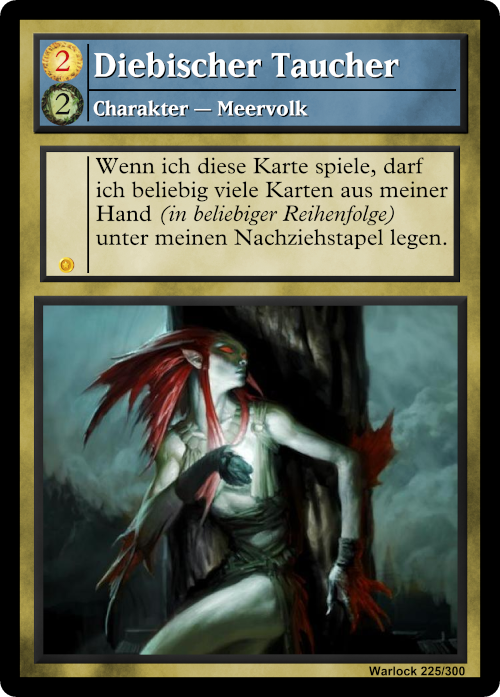 2
Diebischer Taucher
2
Charakter — Meervolk
Wenn ich diese Karte spiele, darf
ich beliebig viele Karten aus meiner
Hand (in beliebiger Reihenfolge)
unter meinen Nachziehstapel legen.
Warlock 225/300